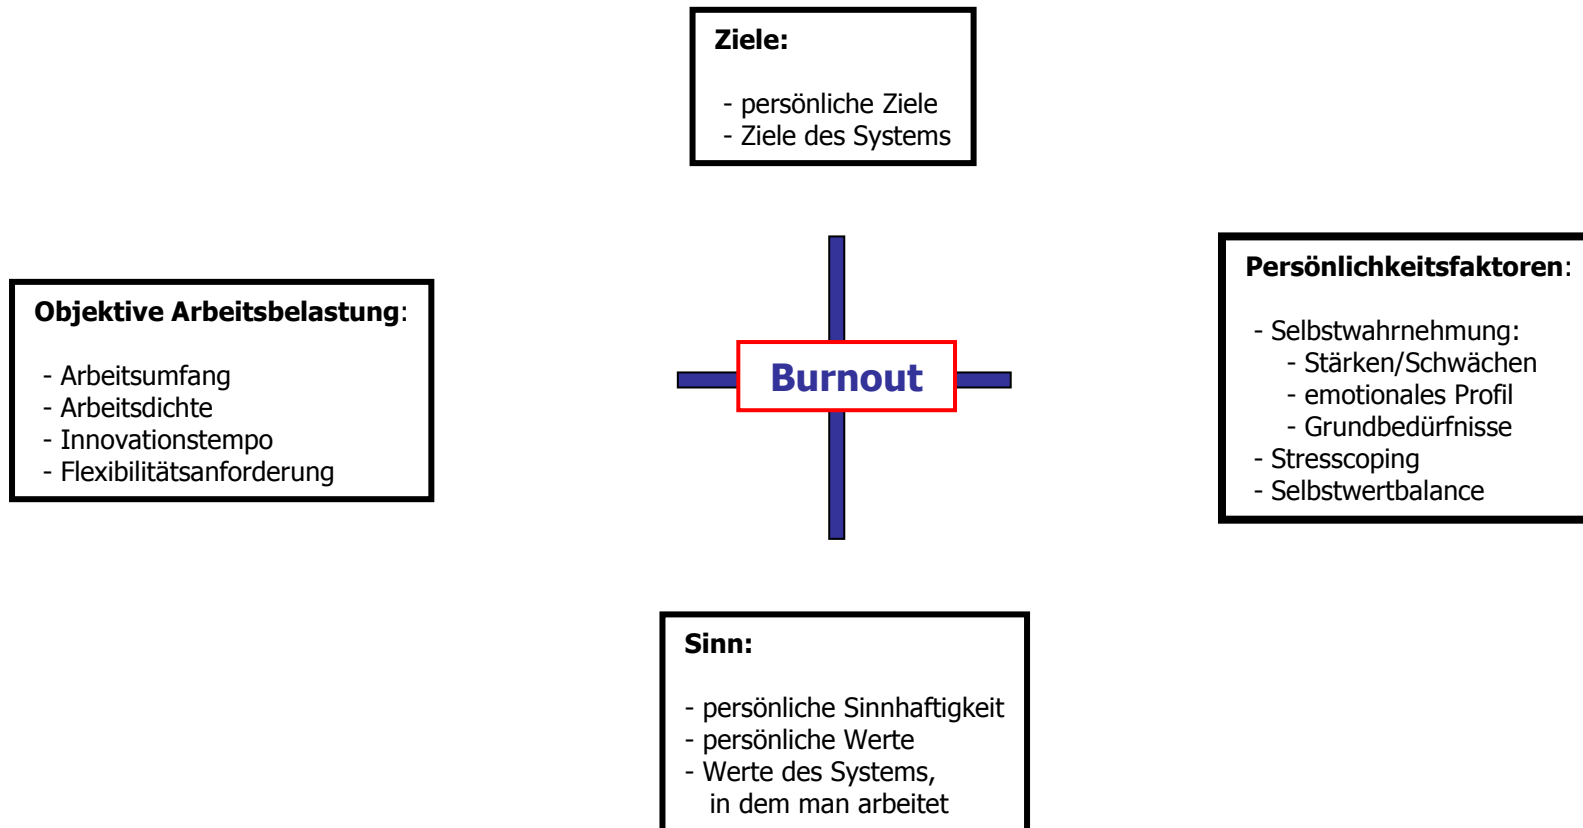 Ziele:
- persönliche Ziele
- Ziele des Systems
Objektive Arbeitsbelastung:
- Arbeitsumfang
- Arbeitsdichte
- Innovationstempo
- Flexibilitätsanforderung
Burnout
Persönlichkeitsfaktoren:
- Selbstwahrnehmung:
- Stärken/Schwächen
- emotionales Profil
- Grundbedürfnisse
- Stresscoping
- Selbstwertbalance
Sinn:
- persönliche Sinnhaftigkeit
- persönliche Werte
- Werte des Systems,
in dem man arbeitet